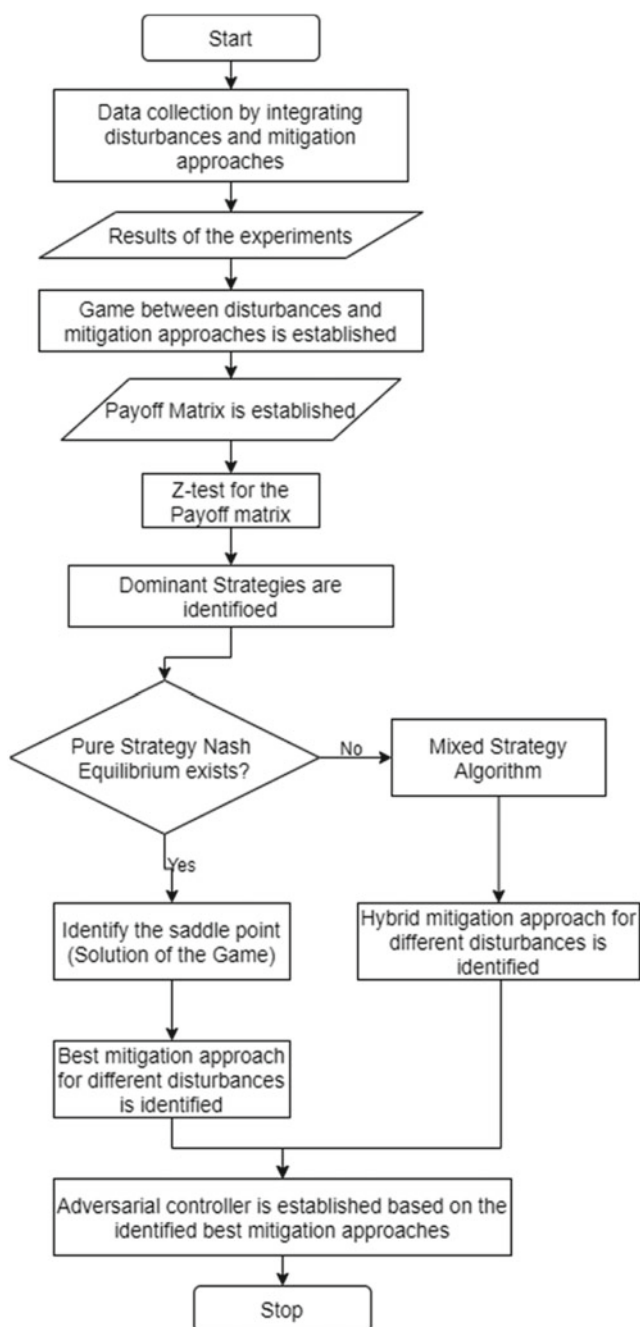 Start
Data collection by integrating
disturbances and mitigation
approaches
Results of the experiments
Game between disturbances and
mitigation approaches is established
Payoff Matrix is established
Z-test for the
Payoff matrix
Dominant Strategies are
identifioed
Pure Strategy Nash
Equilibrium exists?
No
Mixed Strategy
Algorithm
Yes
Identify the saddle point
(Solution of the Game)
Hybrid mitigation approach for
different disturbances is
identified
Best mitigation approach
for different disturbances
is identified
Adversarial controller is established based on the
identified best mitigation approaches
Stop